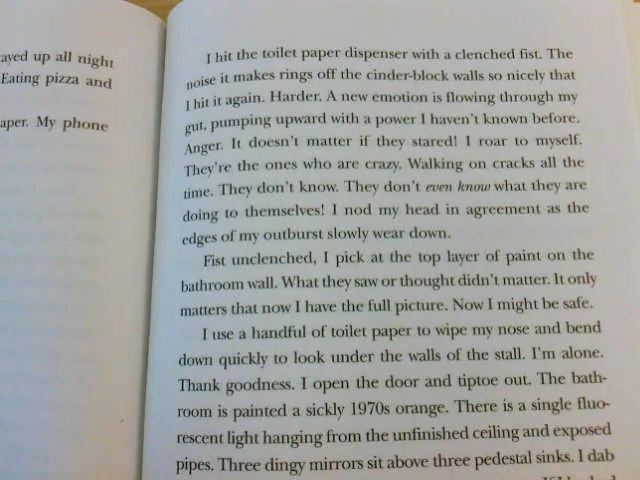 ayed up all night
Eating pizza and
aper. My phone
I hit the toilet paper dispenser with a clenched fist. The
noise it makes rings off the cinder-block walls so nicely that
I hit it again. Harder. A new emotion is flowing through my
gut, pumping upward with a power I haven't known before.
Anger. It doesn't matter if they stared! I roar to myself.
They're the ones who are crazy. Walking on cracks all the
time. They don't know. They don't even know what they are
doing to themselves! I nod my head in agreement as the
edges of my outburst slowly wear down.
Fist unclenched, I pick at the top layer of paint on the
bathroom wall. What they saw or thought didn't matter. It only
matters that now I have the full picture. Now I might be safe.
I use a handful of toilet paper to wipe my nose and bend
down quickly to look under the walls of the stall. I'm alone.
Thank goodness. I open the door and tiptoe out. The bath-
room is painted a sickly 1970s orange. There is a single fluo-
rescent light hanging from the unfinished ceiling and exposed
pipes. Three dingy mirrors sit above three pedestal sinks. I dab